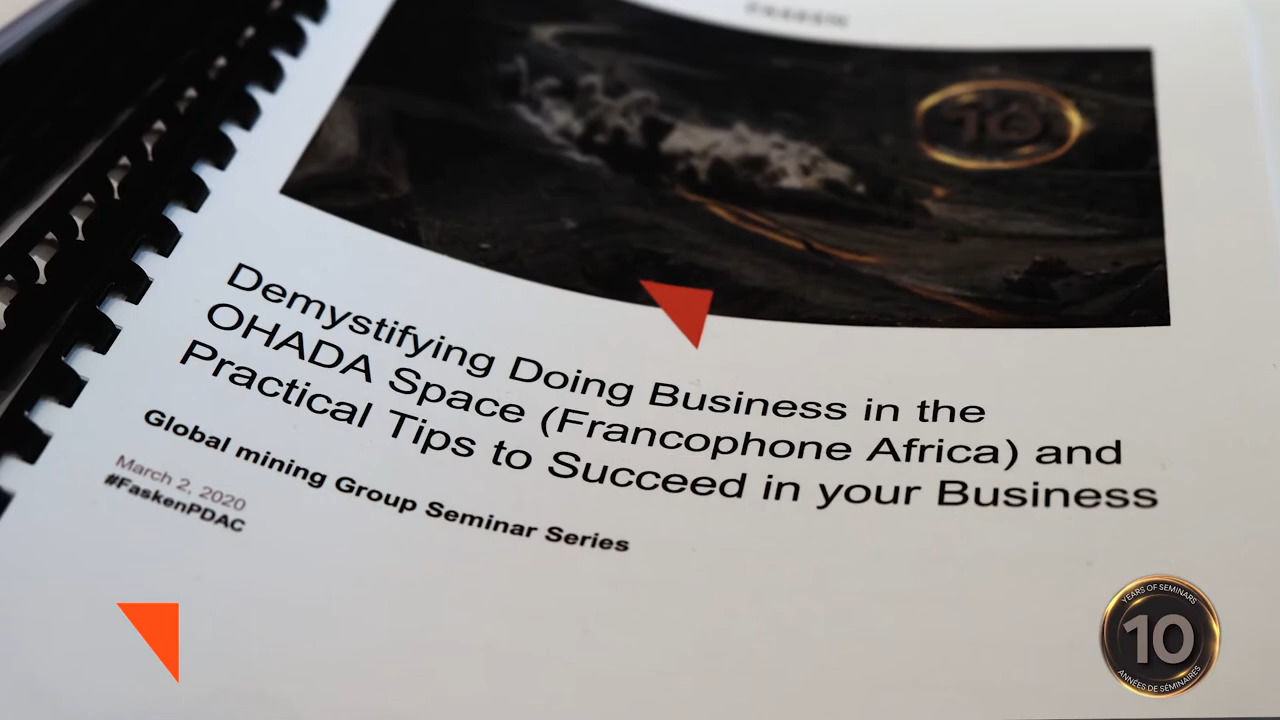 10
Demystifying Doing Business in the
OHADA Space (Francophone Africa) and
Practical Tips to Succeed in your Business
Global mining Group Seminar Series
March 2, 2020
#FaskenPDAC
YEARS OF SEMINARS
10
ANNÉES DE SÉMINAIRES